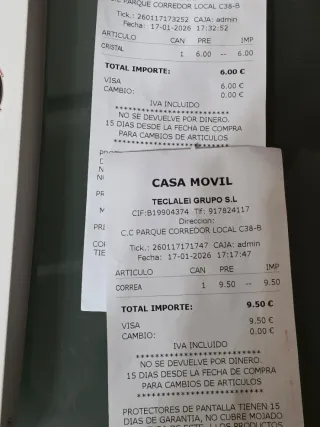 C.C PARQUE CORREDOR LOCAL C38-B
Tick.: 260117173252 CAJA: admin
Fecha: 17-01-2026 17:32:52
ARTICULO CAN PRE IMP
CRISTAL 1 6.00 -- 6.00
TOTAL IMPORTE: 6.00 €
VISA 6.00 €
CAMBIO: 0.00 €
IVA INCLUIDO
*************************
NO SE DEVUELVE POR DINERO.
15 DIAS DESDE LA FECHA DE COMPRA
PARA CAMBIOS DE ARTICULOS
CASA MOVIL
TECLALEI GRUPO S.L
CIF:B19904374 Tlf: 917824117
Direccion:
C.C PARQUE CORREDOR LOCAL C38-B
Tick.: 260117171747 CAJA: admin
Fecha: 17-01-2026 17:17:47
ARTICULO CAN PRE IMP
CORREA 1 9.50 -- 9.50
TOTAL IMPORTE: 9.50 €
VISA 9.50 €
CAMBIO: 0.00 €
IVA INCLUIDO
*************************
NO SE DEVUELVE POR DINERO.
15 DIAS DESDE LA FECHA DE COMPRA
PARA CAMBIOS DE ARTICULOS
*************************
PROTECTORES DE PANTALLA TIENEN 15
DIAS DE GARANTIA, NO CUBRE MOJADO